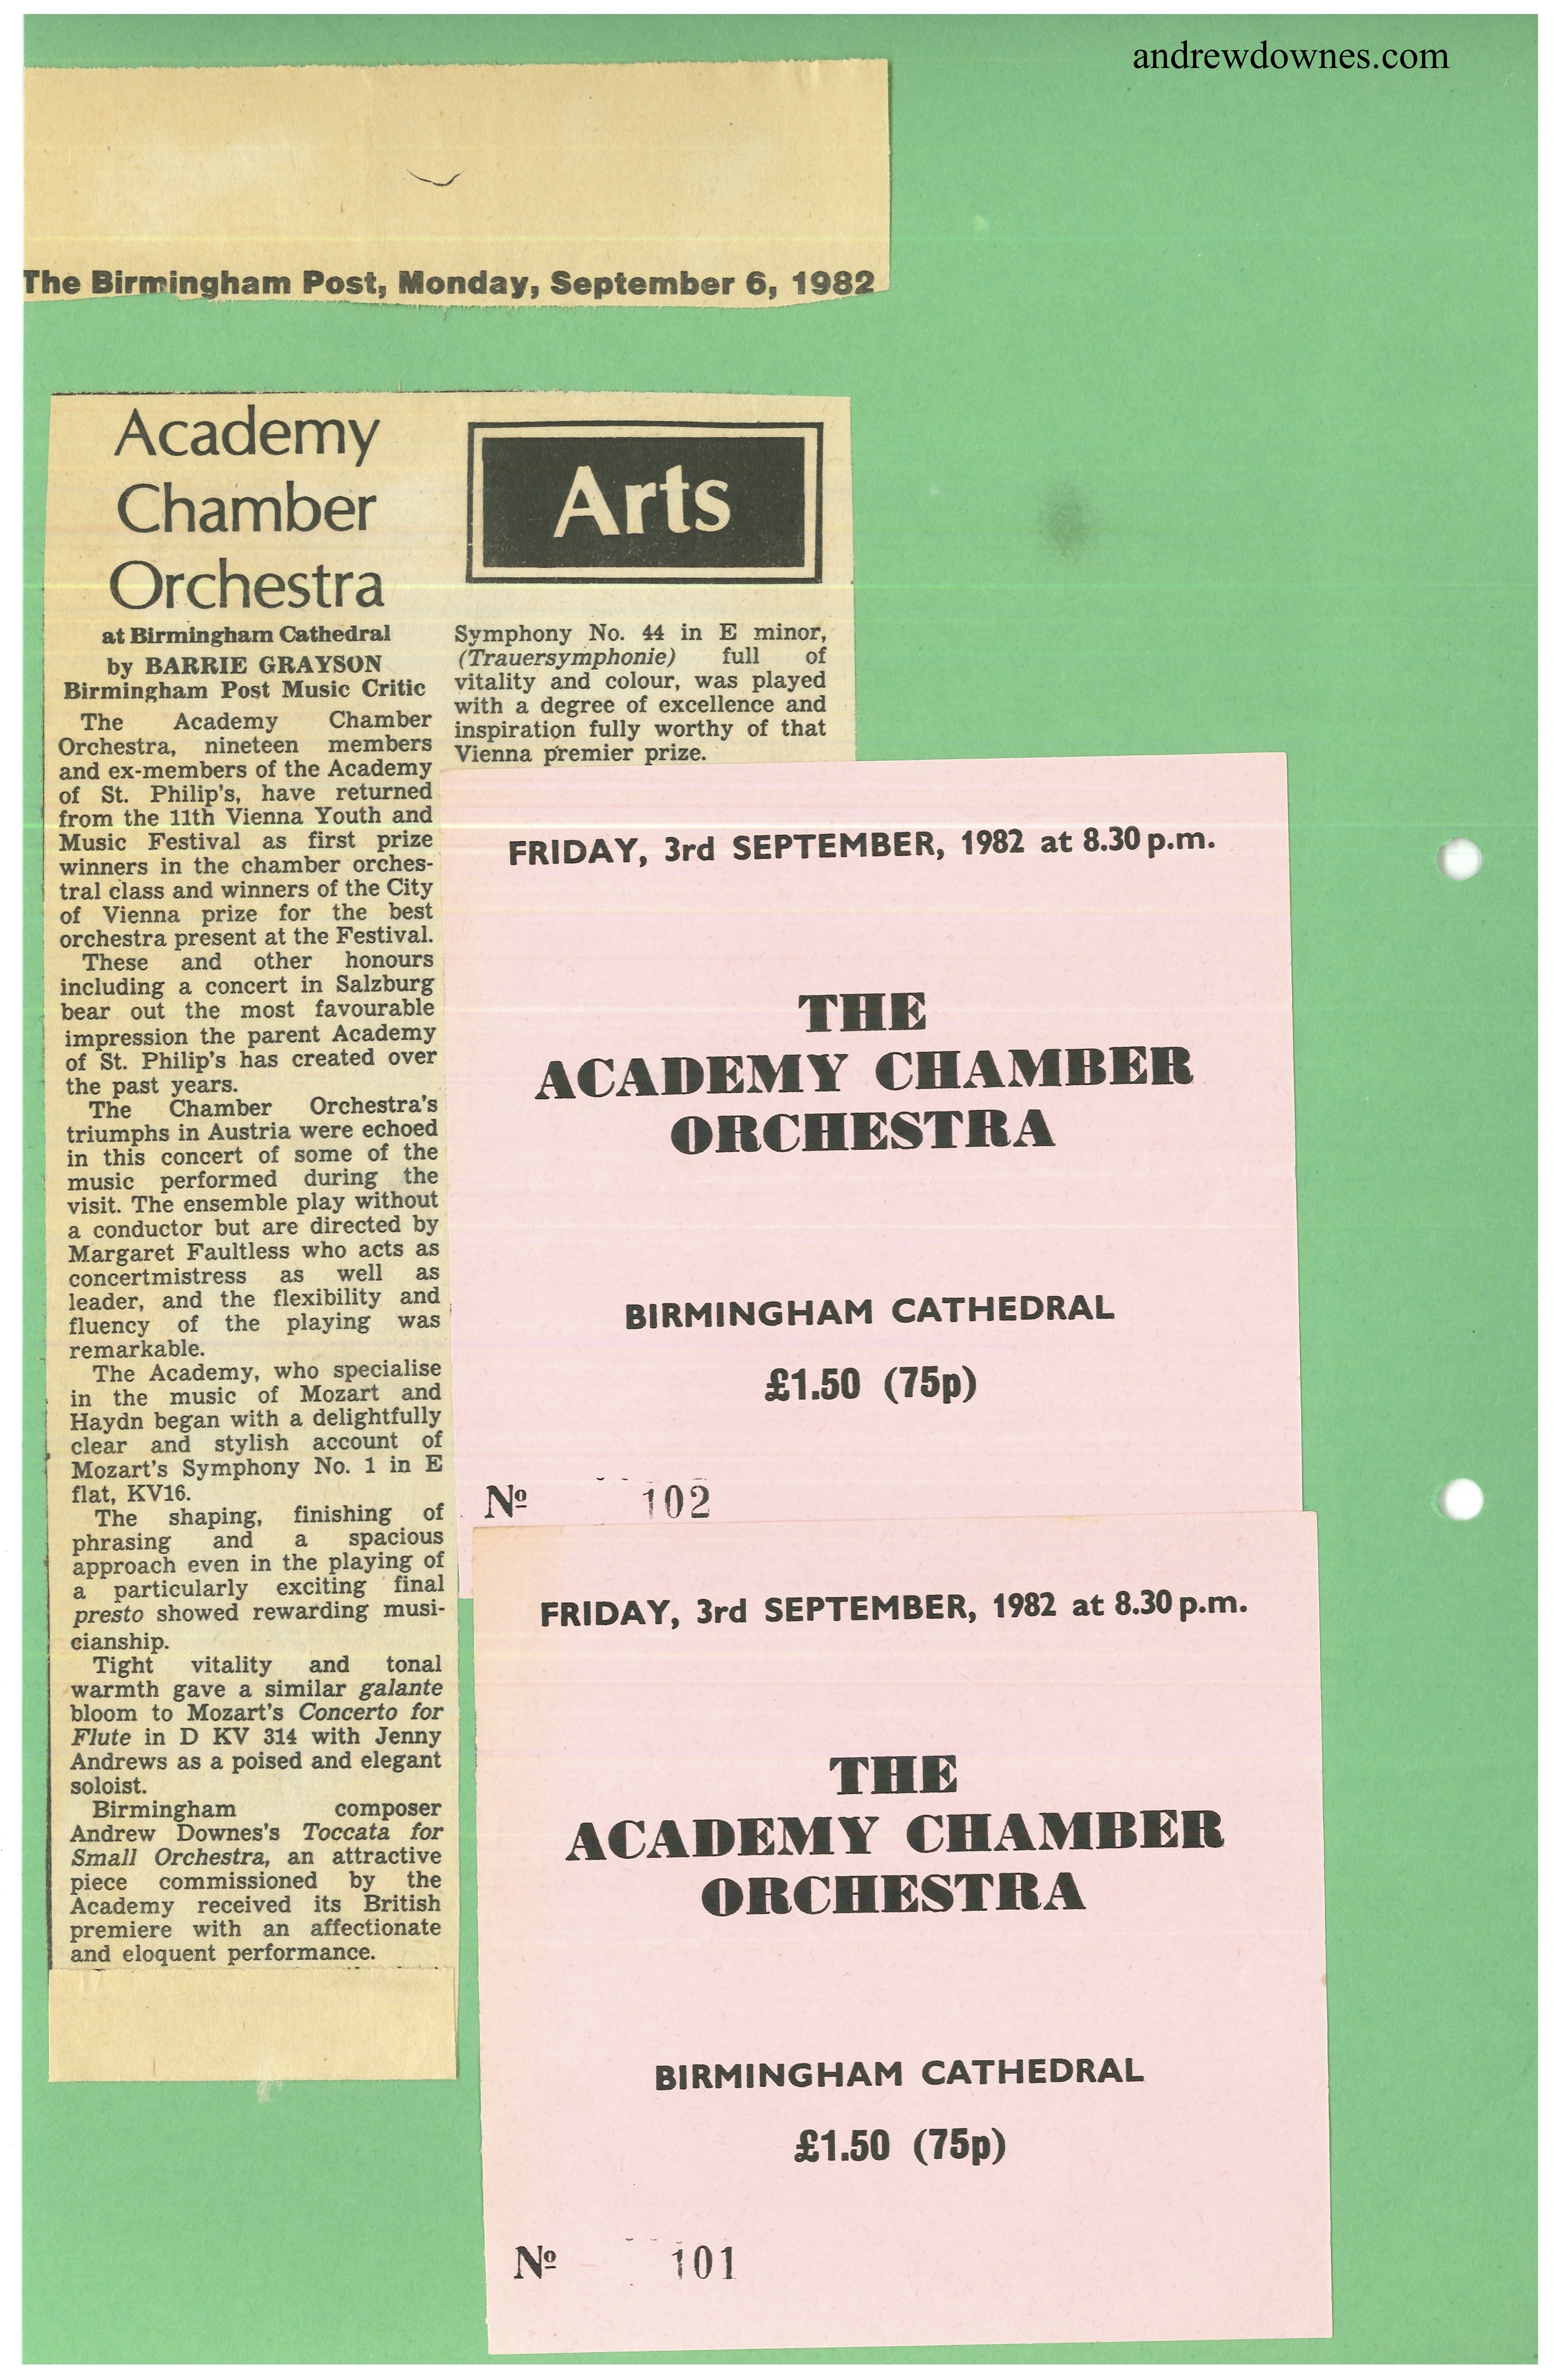 andrewdownes.com
The Birmingham Post, Monday, September 6, 1982
Academy
Chamber
Orchestra
at Birmingham Cathedral
by BARRIE GRAYSON
Birmingham Post Music Critic
The Academy Chamber
Orchestra, nineteen members
and ex-members of the Academy
of St. Philip's, have returned
from the 11th Vienna Youth and
Music Festival as first prize
winners in the chamber orches-
tral class and winners of the City
of Vienna prize for the best
orchestra present at the Festival.
These and other honours
including a concert in Salzburg
bear out the most favourable
impression the parent Academy
of St. Philip's has created over
the past years.
The Chamber Orchestra's
triumphs in Austria were echoed
in this concert of some of the
music performed during the
visit. The ensemble play without
a conductor but are directed by
Margaret Faultless who acts as
concertmistress as well as
leader, and the flexibility and
fluency of the playing was
remarkable.
The Academy, who specialise
in the music of Mozart and
Haydn began with a delightfully
clear and stylish account of
Mozart's Symphony No. 1 in E
flat, KV16.
The shaping, finishing of
phrasing and a spacious
approach even in the playing of
a particularly exciting final
presto showed rewarding musi-
cianship.
Tight vitality and tonal
warmth gave a similar galante
bloom to Mozart's Concerto for
Flute in D KV 314 with Jenny
Andrews as a poised and elegant
soloist.
Birmingham composer
Andrew Downes's Toccata for
Small Orchestra, an attractive
piece commissioned by the
Academy received its British
premiere with an affectionate
and eloquent performance.
Arts
Symphony No. 44 in E minor,
(Trauersymphonie) full of
vitality and colour, was played
with a degree of excellence and
inspiration fully worthy of that
Vienna premier prize.
FRIDAY, 3rd SEPTEMBER, 1982 at 8.30 p.m.
THE
ACADEMY CHAMBER
ORCHESTRA
BIRMINGHAM CATHEDRAL
£1.50 (75p)
Nº 102
FRIDAY, 3rd SEPTEMBER, 1982 at 8.30 p.m.
THE
ACADEMY CHAMBER
ORCHESTRA
BIRMINGHAM CATHEDRAL
£1.50 (75p)
Nº 101